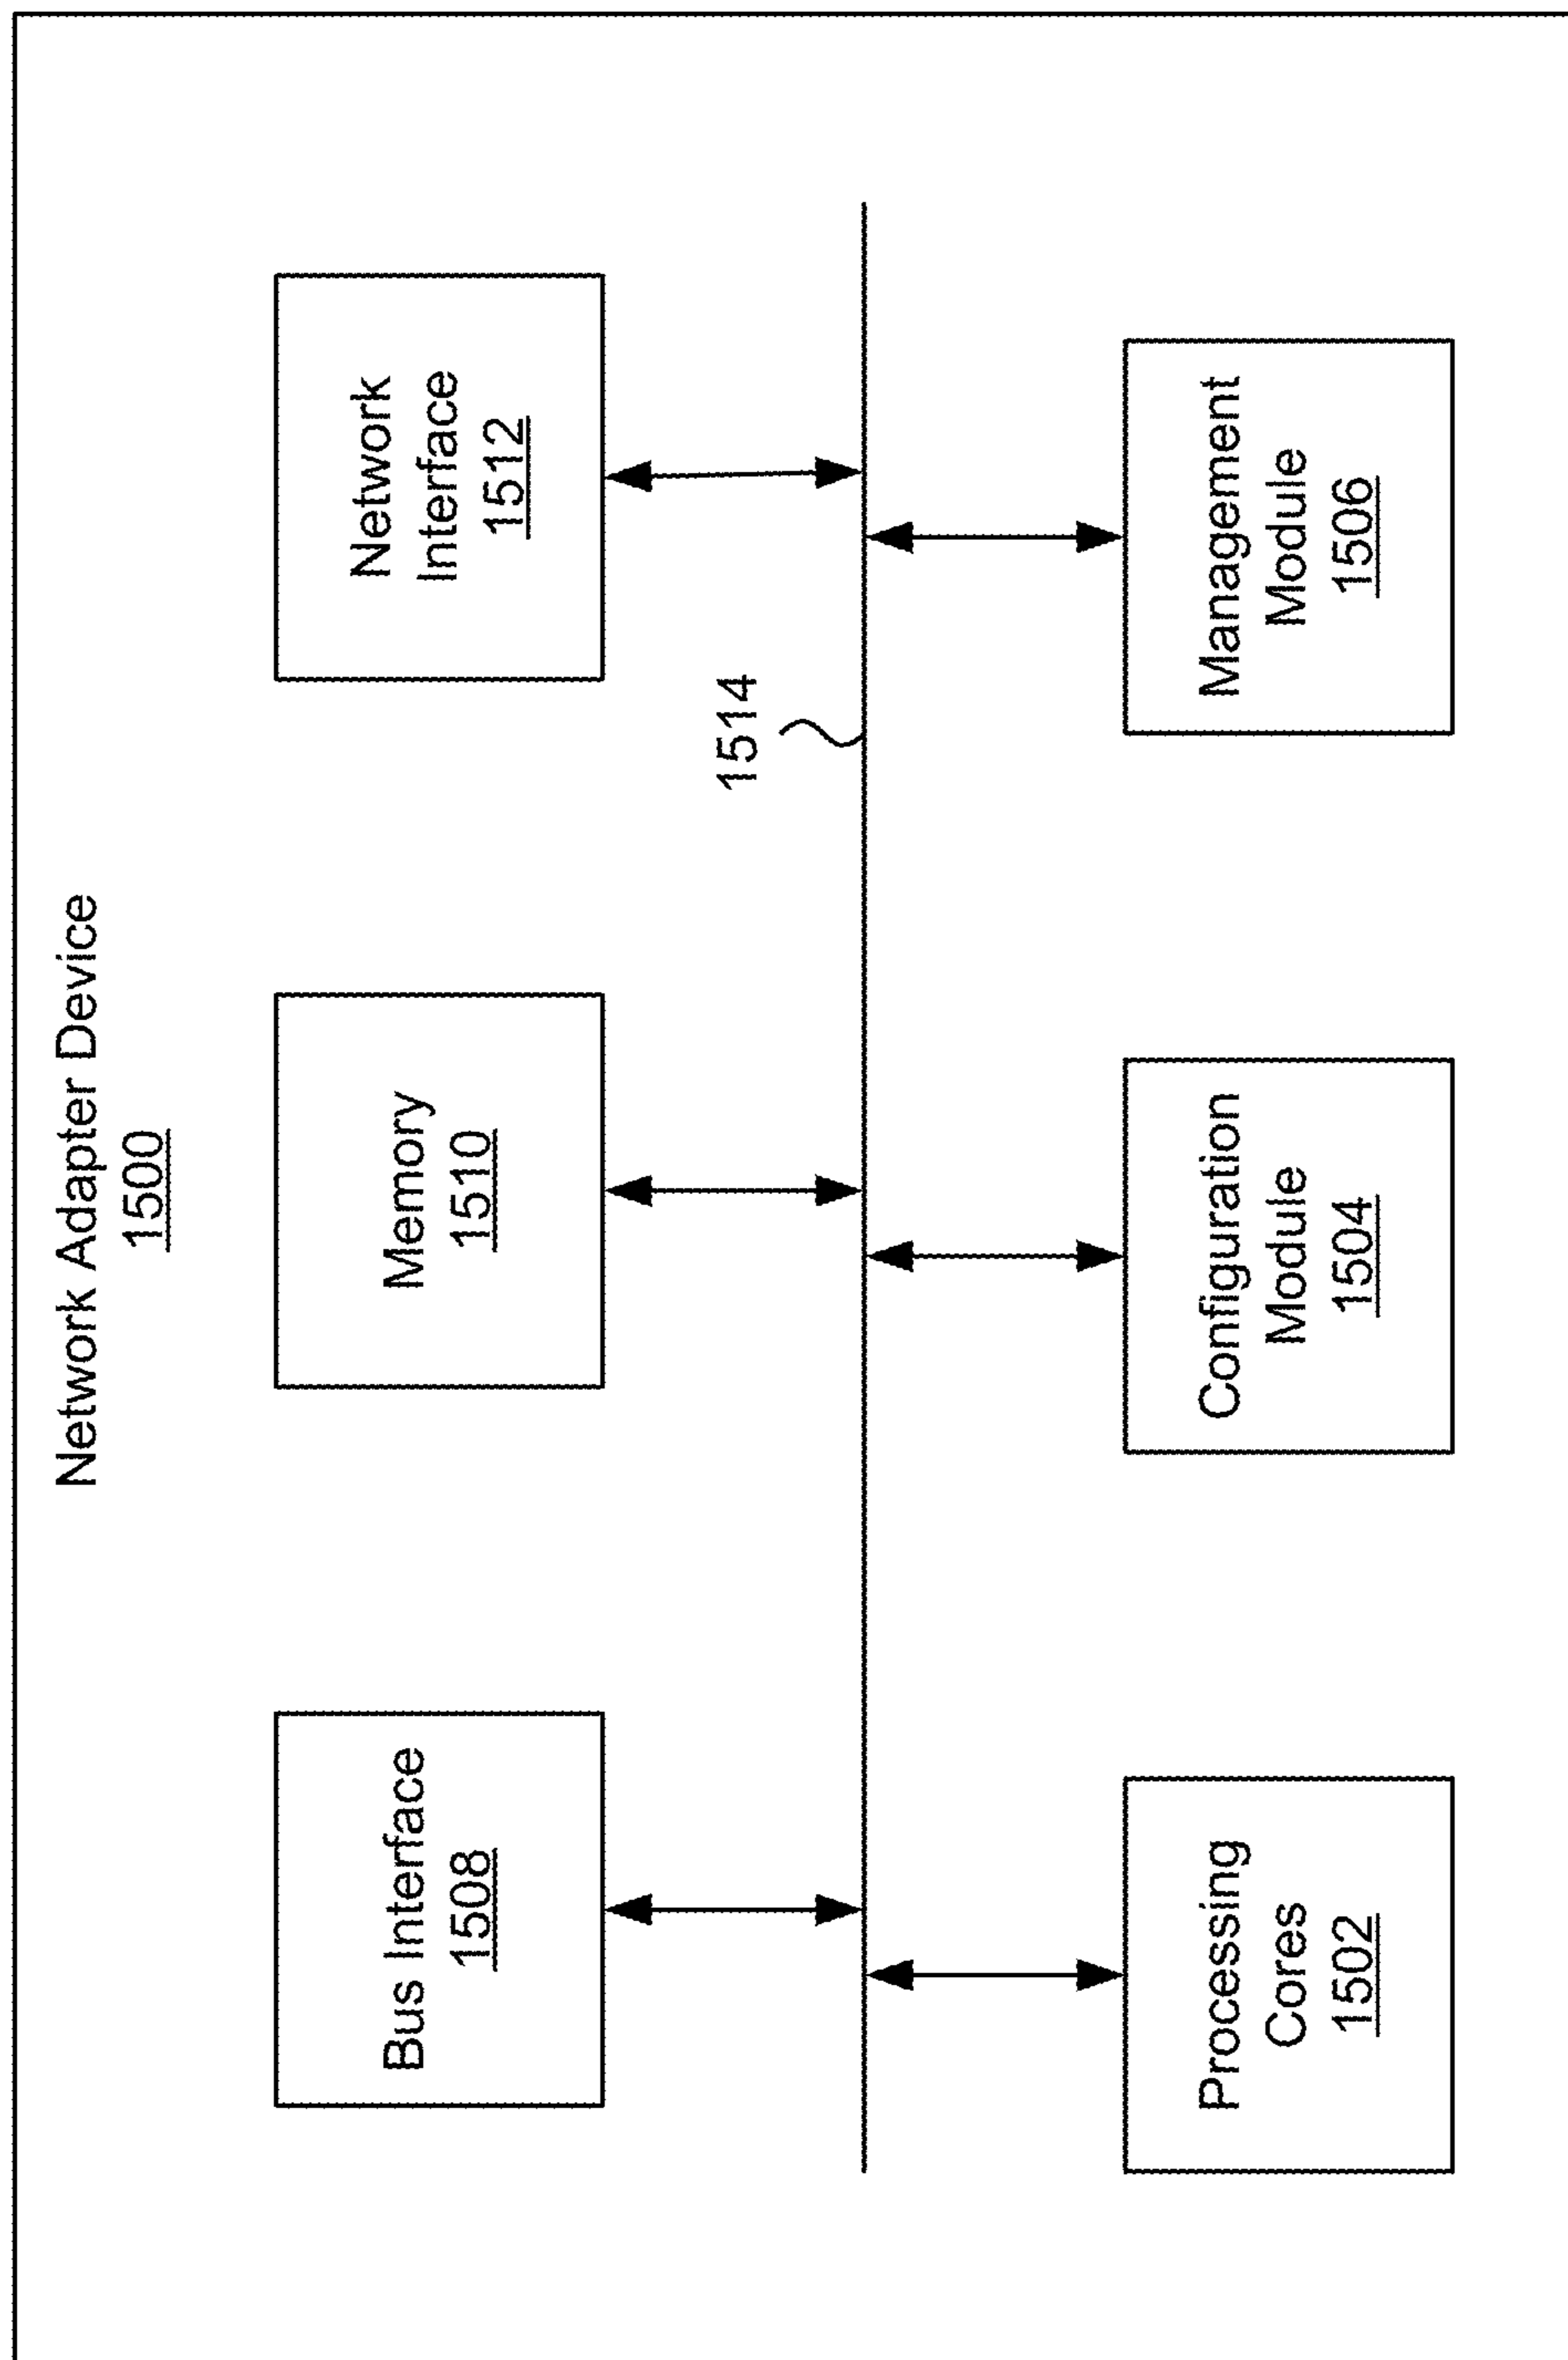 Network Adapter Device
1500
Bus Interface
1508
Memory
1510
Network
Interface
1512
1514
Processing
Cores
1502
Configuration
Module
1504
Management
Module
1506